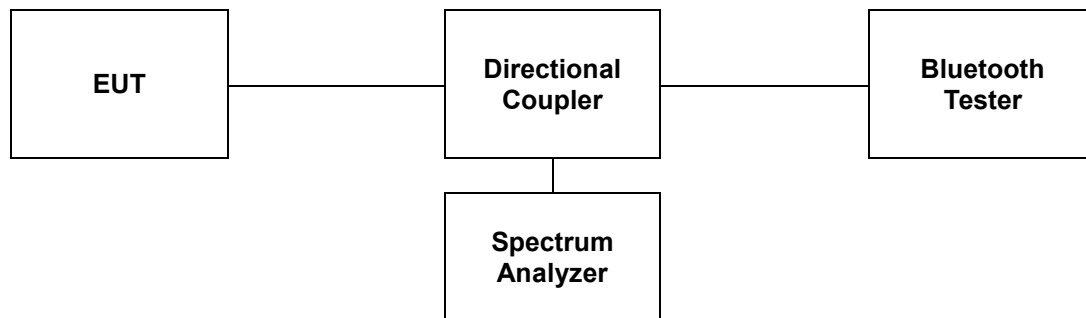 EUT
Directional
Coupler
Bluetooth
Tester
Spectrum
Analyzer